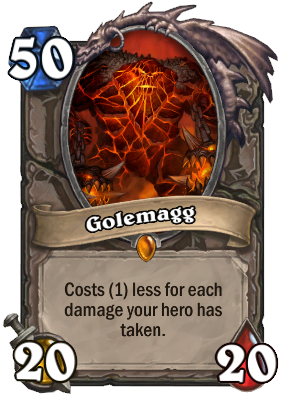 50
Golemagg
Costs (1) less for each
damage your hero has
taken.
20
20